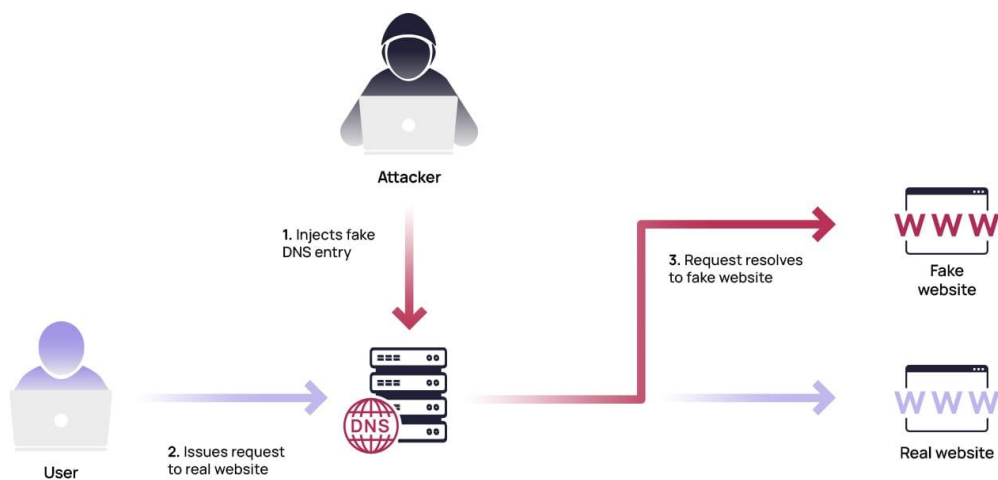 Attacker
1. Injects fake
DNS entry
3. Request resolves
to fake website
WWW
Fake
website
DNS
2. Issues request
to real website
User
WWW
Real website